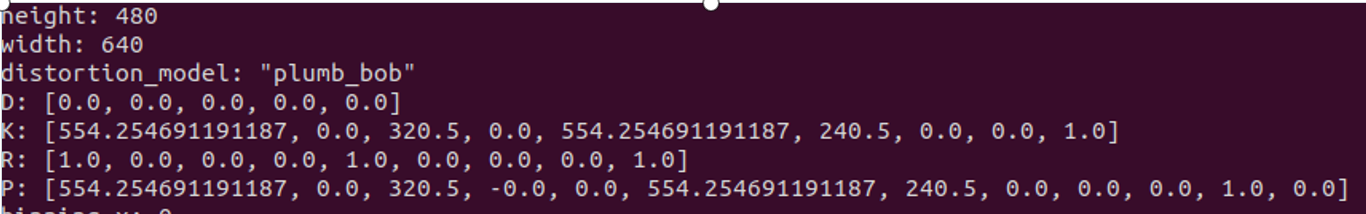 height: 480
width: 640
distortion_model: "plumb_bob"
D: [0.0, 0.0, 0.0, 0.0, 0.0]
K: [554.254691191187, 0.0, 320.5, 0.0, 554.254691191187, 240.5, 0.0, 0.0, 1.0]
R: [1.0, 0.0, 0.0, 0.0, 1.0, 0.0, 0.0, 0.0, 1.0]
P: [554.254691191187, 0.0, 320.5, -0.0, 0.0, 554.254691191187, 240.5, 0.0, 0.0, 0.0, 1.0, 0.0]